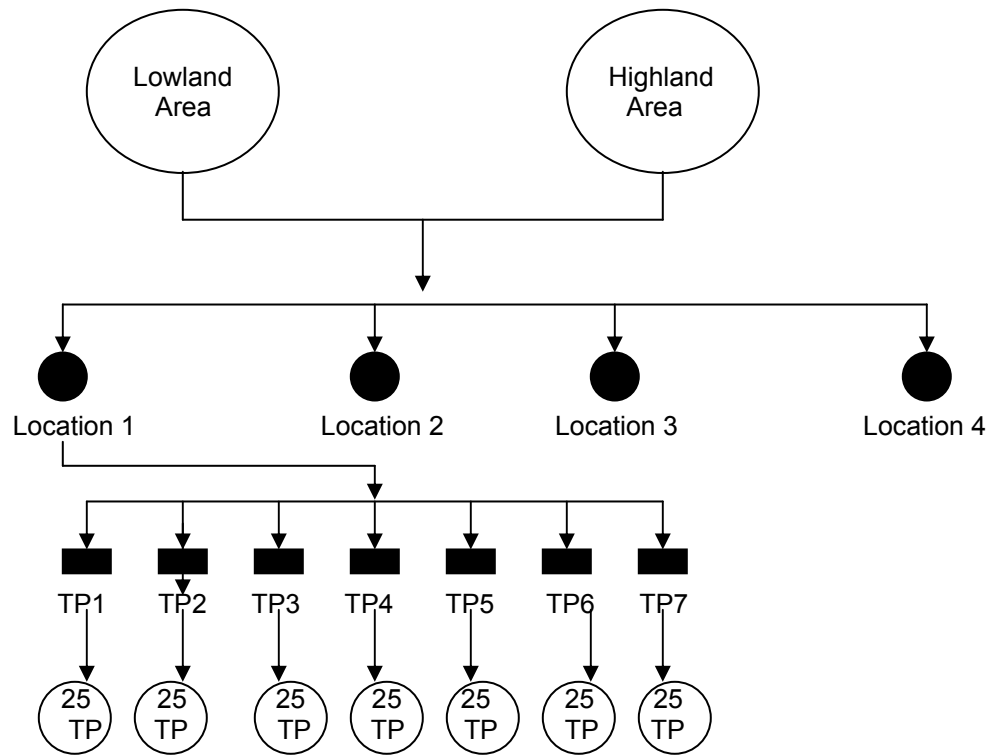 Lowland
Area
Highland
Area
Location 1
Location 2
Location 3
Location 4
TP1
TP2
TP3
TP4
TP5
TP6
TP7
25
TP
25
TP
25
TP
25
TP
25
TP
25
TP
25
TP